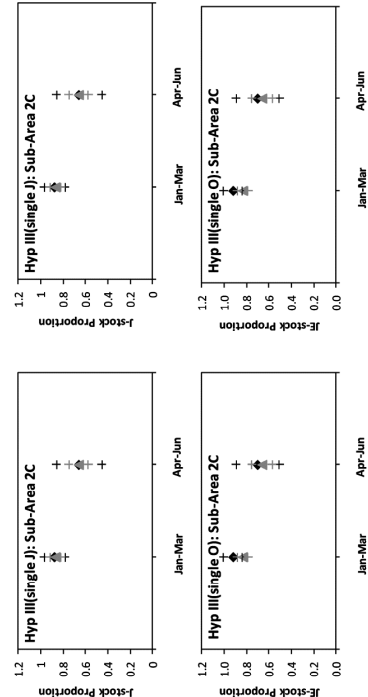 Hyp III(single J): Sub-Area 2C
J-stock Proportion
1.2
1
0.8
0.6
0.4
0.2
0
Jan-Mar
Apr-Jun
Hyp III(single J): Sub-Area 2C
J-stock Proportion
1.2
1
0.8
0.6
0.4
0.2
0
Jan-Mar
Apr-Jun
Hyp III(single O): Sub-Area 2C
JE-stock Proportion
1.2
1.0
0.8
0.6
0.4
0.2
0.0
Jan-Mar
Apr-Jun
Hyp III(single O): Sub-Area 2C
JE-stock Proportion
1.2
1.0
0.8
0.6
0.4
0.2
0.0
Jan-Mar
Apr-Jun